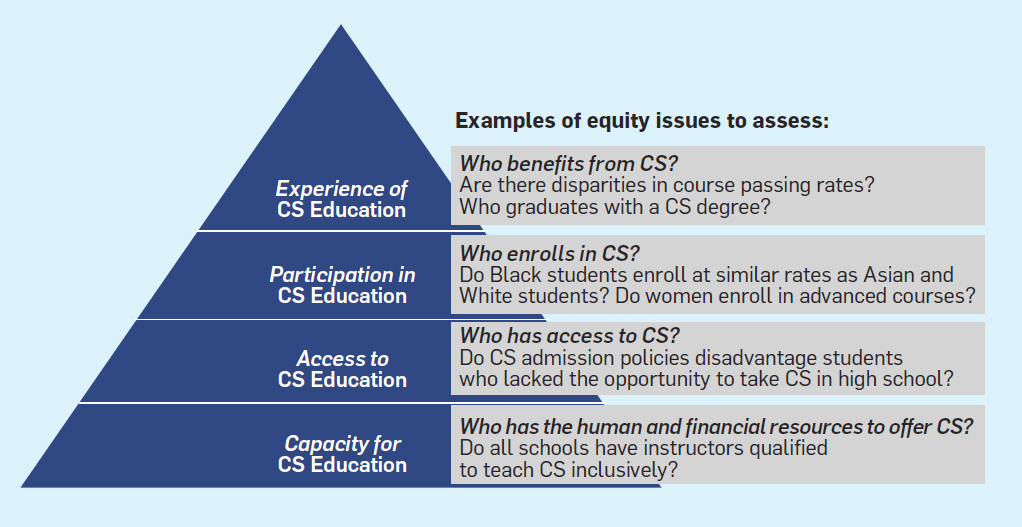 Examples of equity issues to assess:
Experience of
CS Education
Who benefits from CS?
Are there disparities in course passing rates?
Who graduates with a CS degree?
Participation in
CS Education
Who enrolls in CS?
Do Black students enroll at similar rates as Asian and
White students? Do women enroll in advanced courses?
Access to
CS Education
Who has access to CS?
Do CS admission policies disadvantage students
who lacked the opportunity to take CS in high school?
Capacity for
CS Education
Who has the human and financial resources to offer CS?
Do all schools have instructors qualified
to teach CS inclusively?